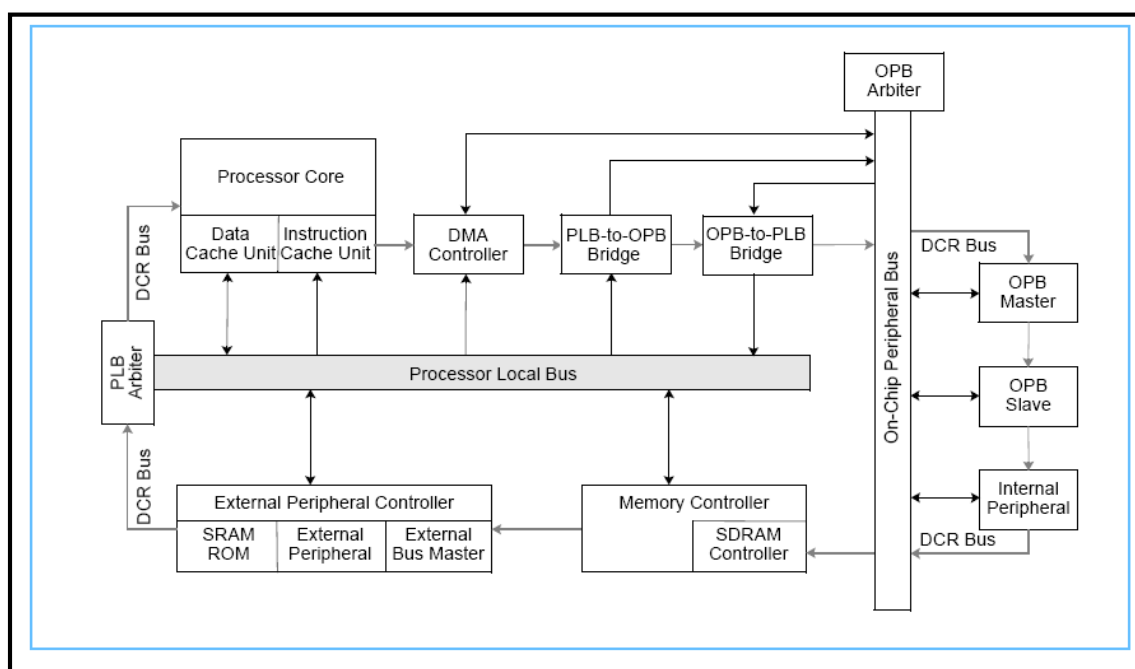 OPB
Arbiter
Processor Core
Data
Cache Unit
Instruction
Cache Unit
DMA
Controller
PLB-to-OPB
Bridge
OPB-to-PLB
Bridge
DCR Bus
DCR Bus
OPB
Master
PLB
Arbiter
Processor Local Bus
On-Chip Peripheral Bus
OPB
Slave
DCR Bus
External Peripheral Controller
SRAM
ROM
External
Peripheral
External
Bus Master
Memory Controller
SDRAM
Controller
Internal
Peripheral
DCR Bus